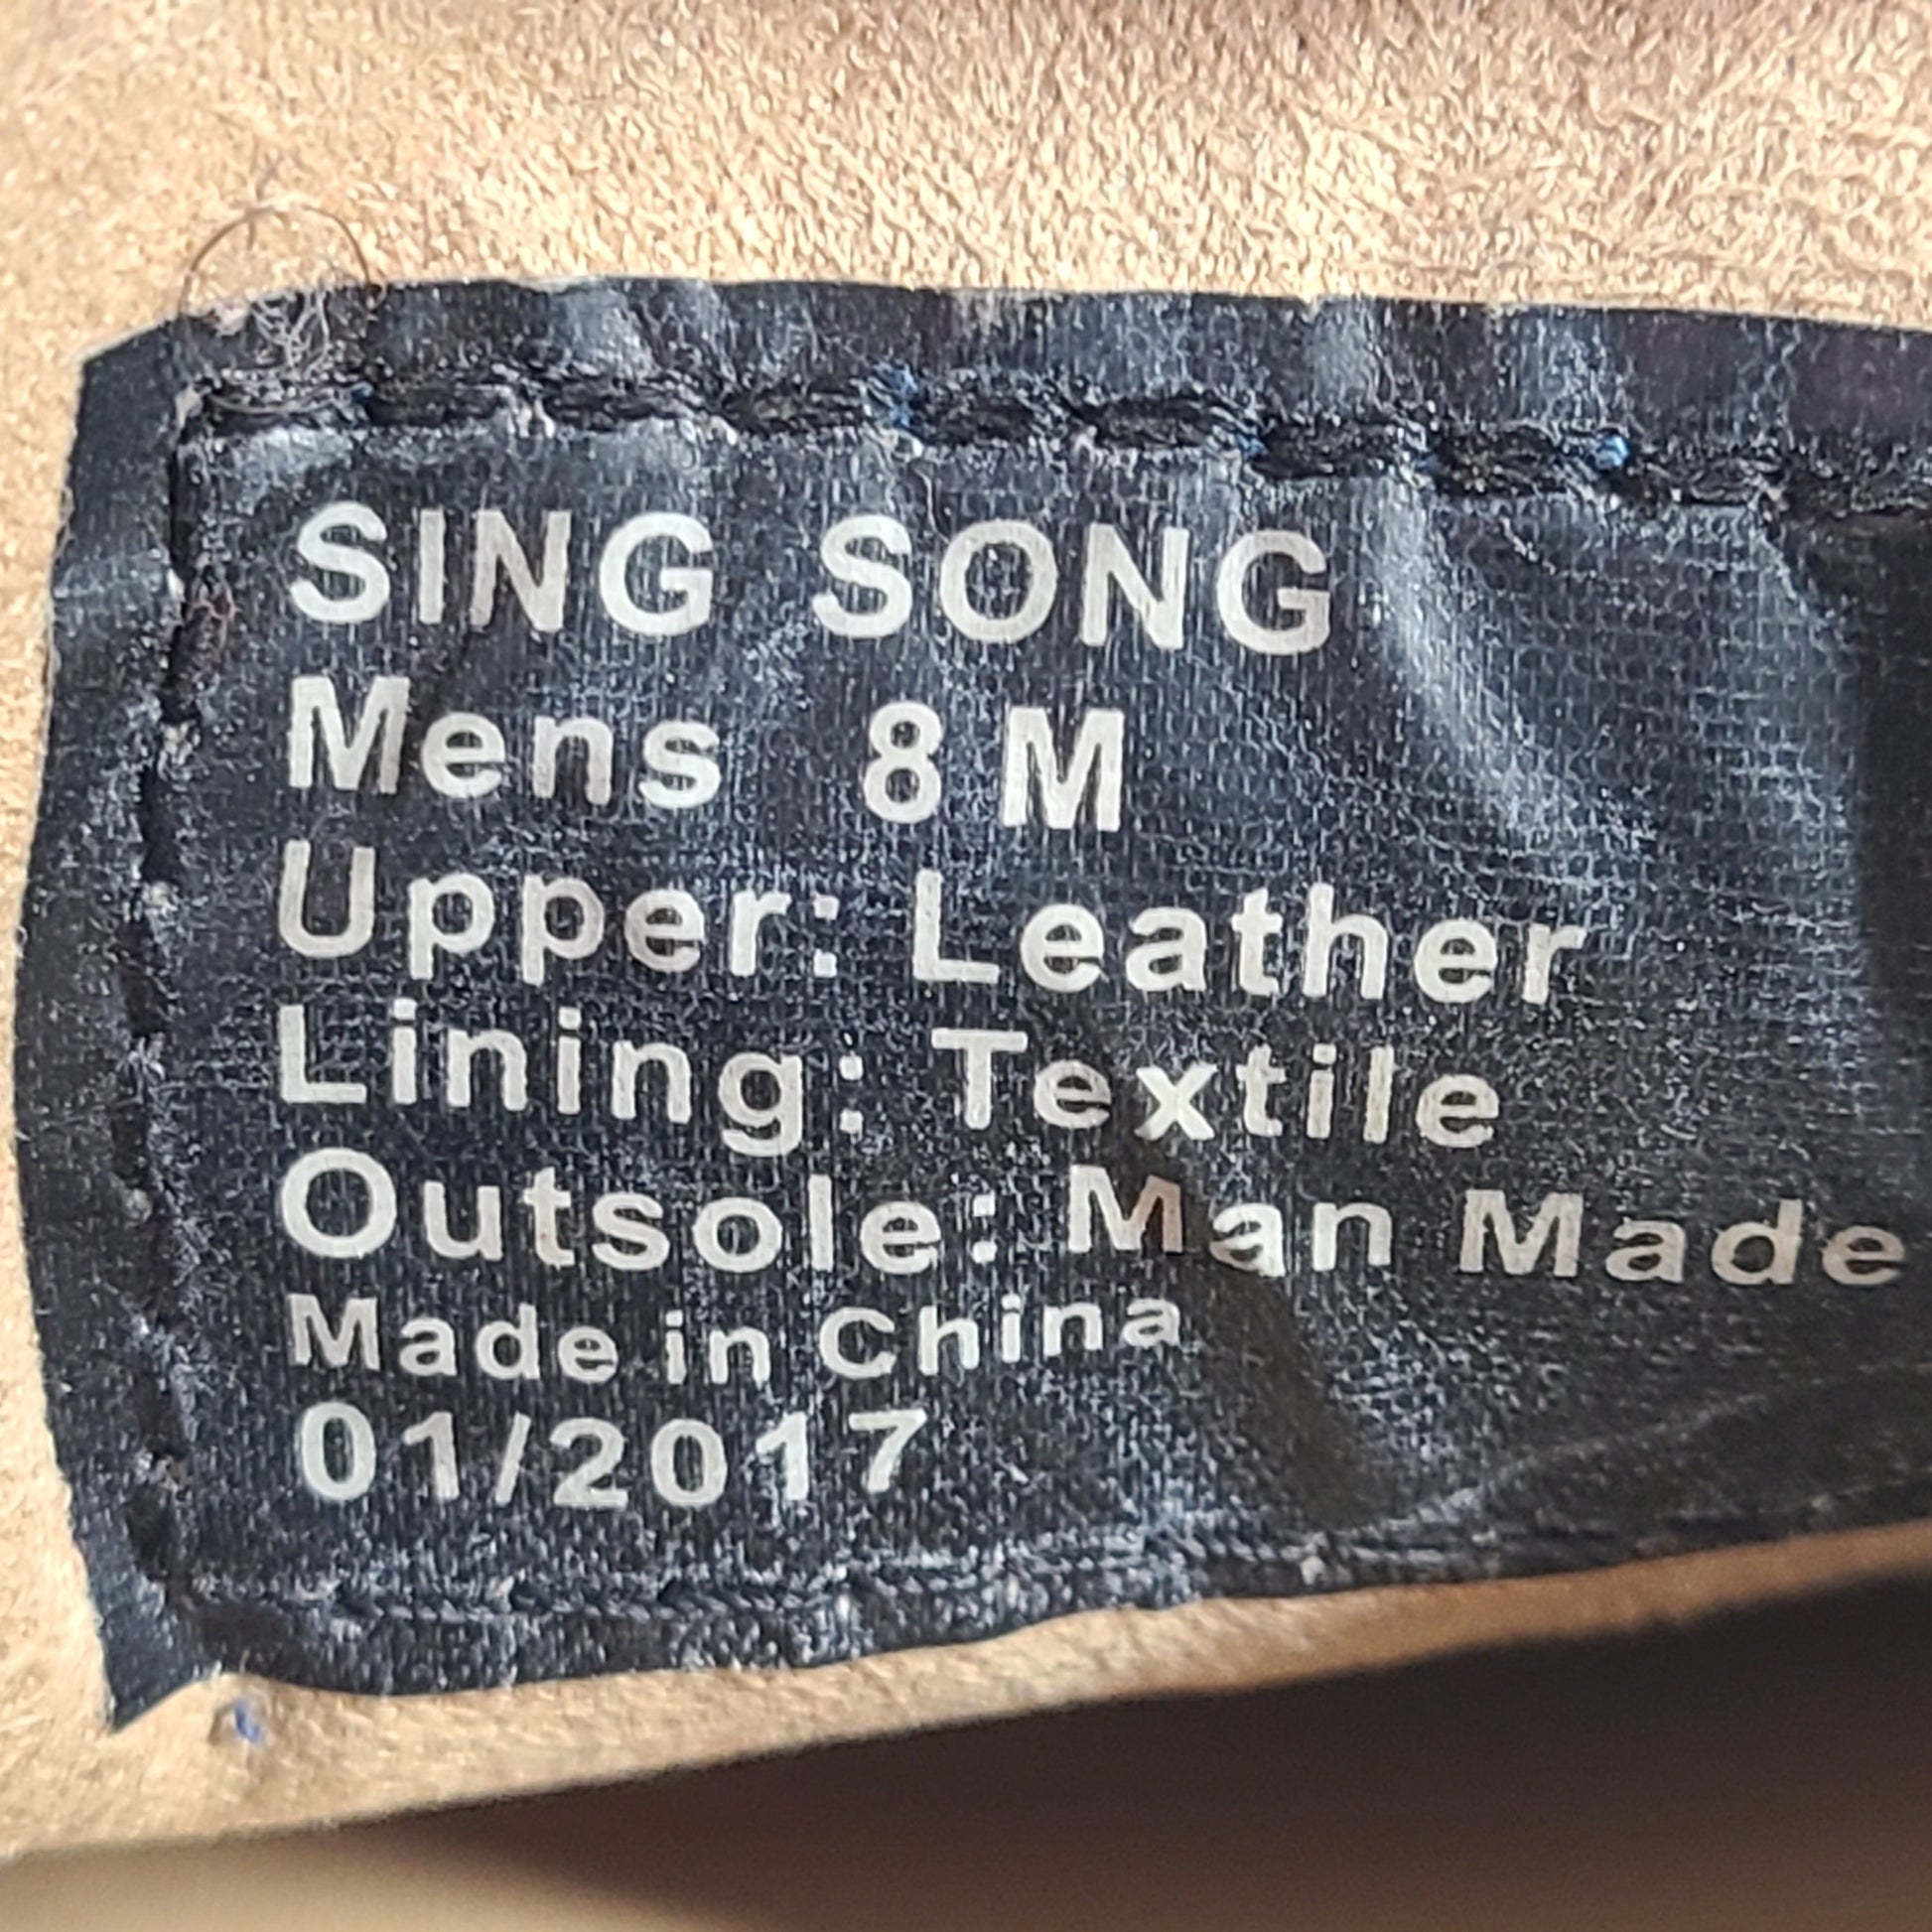 SING SONG
Mens 8 M
Upper: Leather
Lining: Textile
Outsole: Man Made
Made in China
01/2017